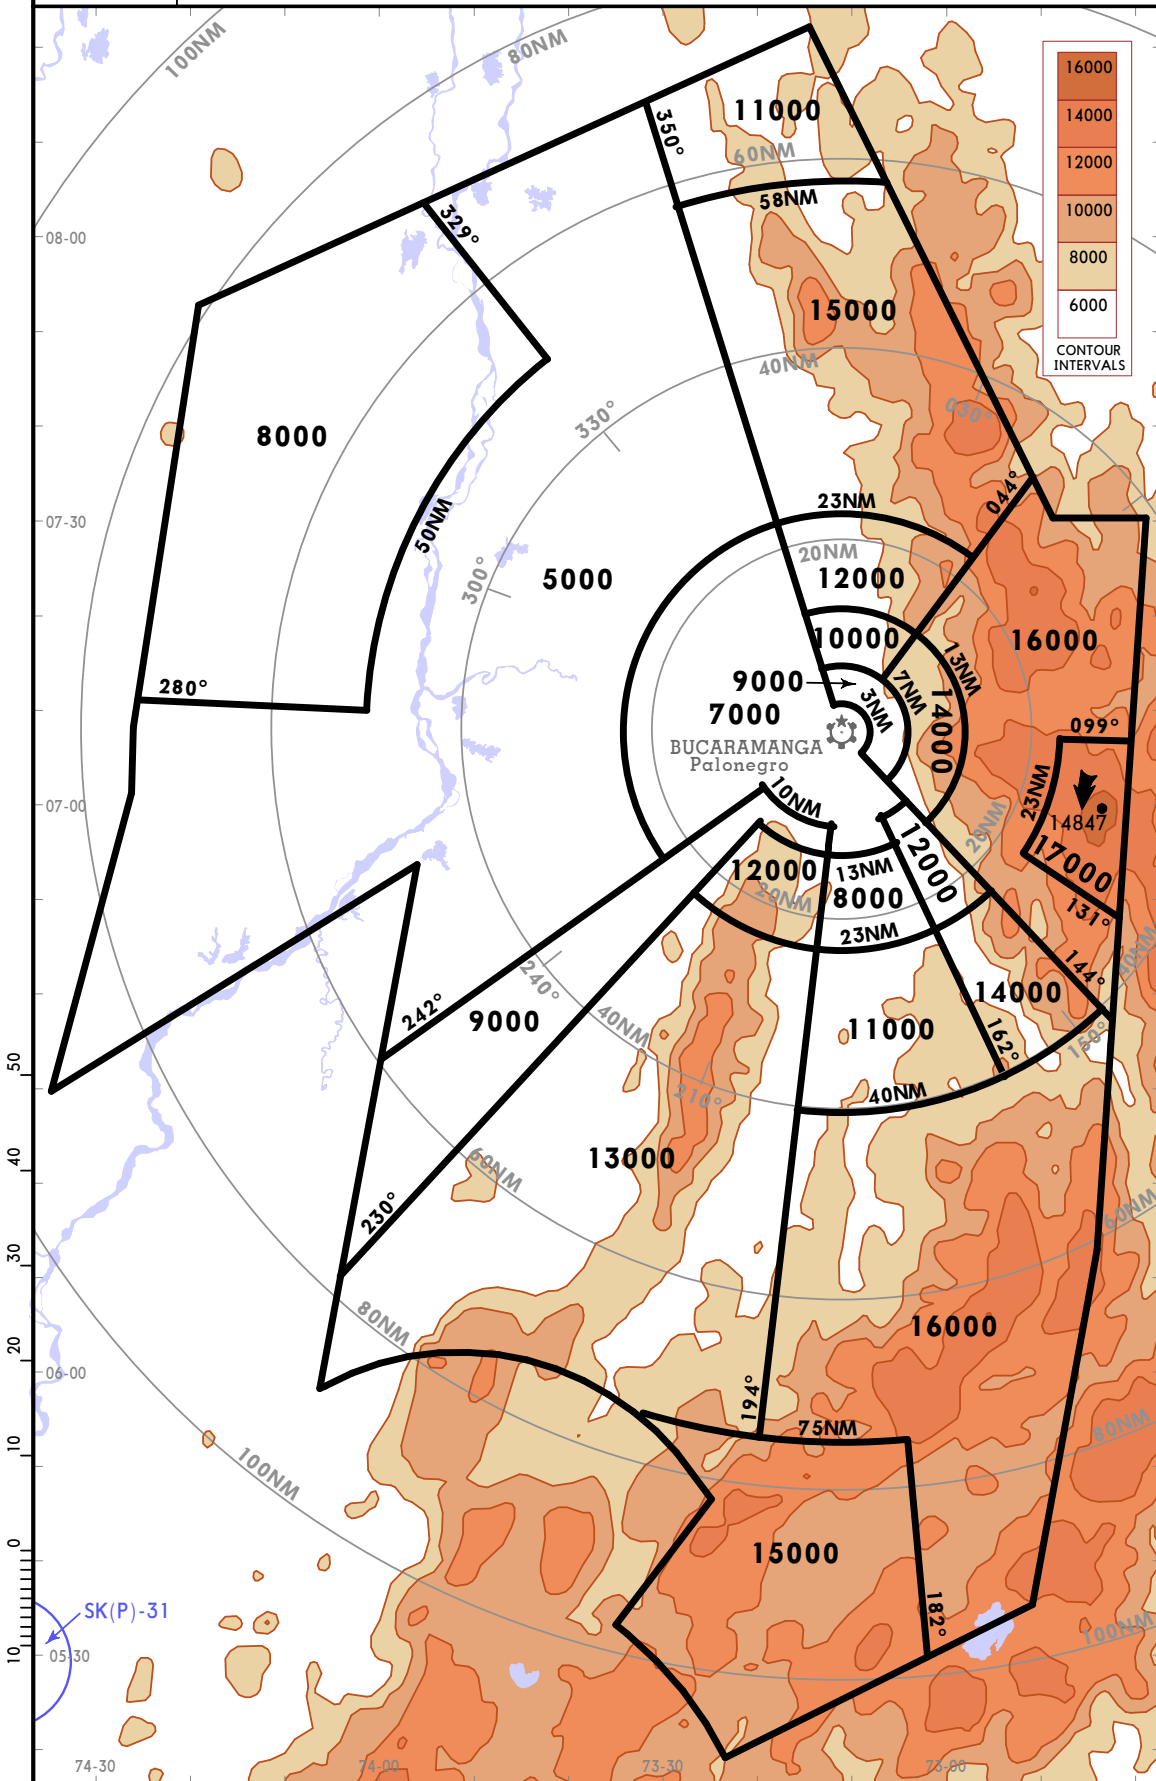 100NM
80NM
11000
350°
60NM
58NM
16000
14000
12000
10000
8000
6000
CONTOUR
INTERVALS
329°
08-00
15000
40NM
030°
330°
8000
044°
23NM
50NM
07-30
20NM
12000
300°
5000
10000
13NM
16000
280°
9000
7NM
3NM
14000
7000
099°
BUCARAMANGA
Palonegro
10NM
23NM
07-00
14847
20NM
12000
17000
12000
13NM
20NM
8000
131°
23NM
40NM
144°
240°
242°
9000
40NM
14000
11000
162°
150°
50
210°
40NM
13000
40
60NM
60NM
230°
30
80NM
16000
20
06-00
194°
75NM
80NM
10
100NM
0
15000
SK(P)-31
182°
100NM
10
05-30
74-30
74-00
73-30
73-00